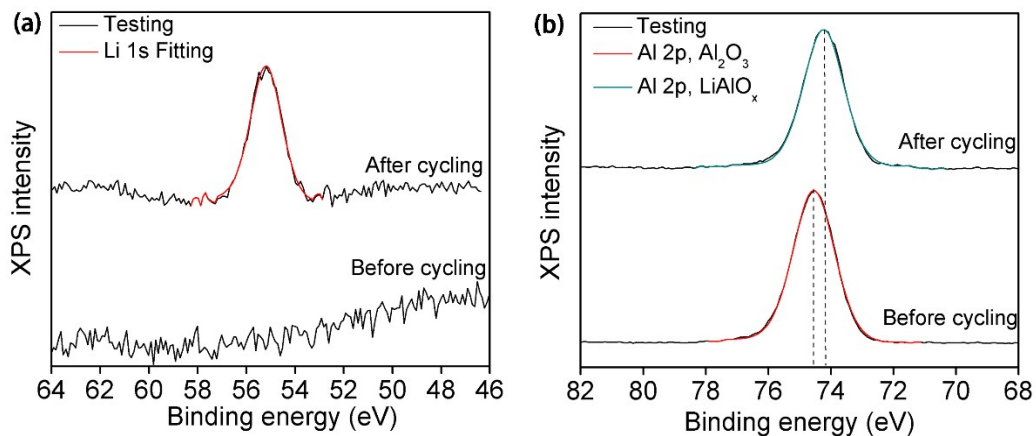 (a)
Testing
Li 1s Fitting
After cycling
Before cycling
XPS intensity
64 62 60 58 56 54 52 50 48 46
Binding energy (eV)
(b)
Testing
Al 2p, Al₂O₃
Al 2p, LiAlOₓ
After cycling
Before cycling
XPS intensity
82 80 78 76 74 72 70 68
Binding energy (eV)